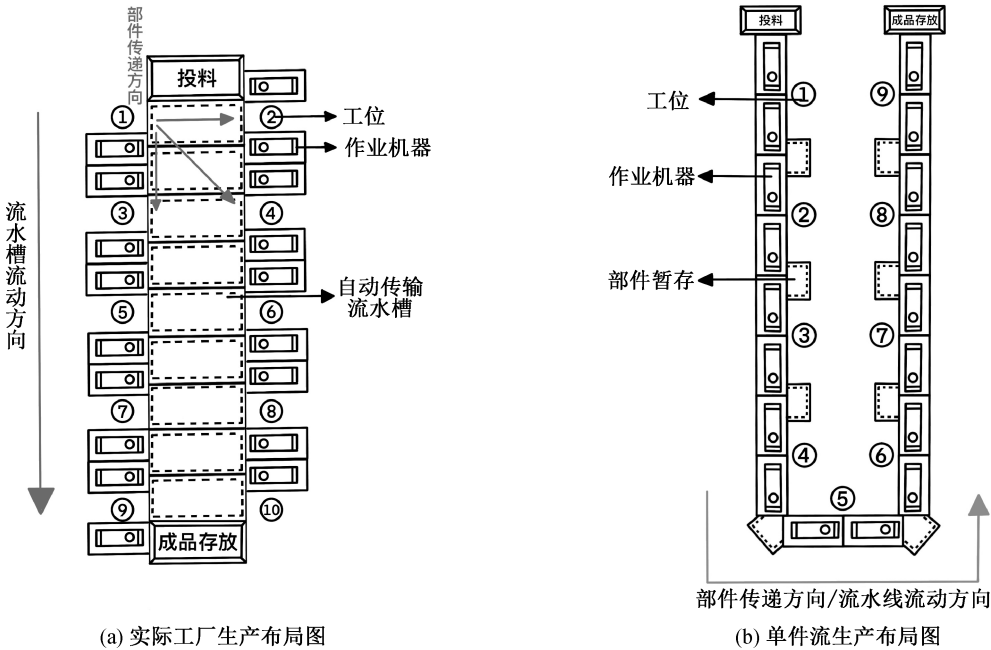 部件传递方向
投料
①
②
工位
作业机器
③
④
流水槽流动方向
自动传输
流水槽
⑤
⑥
⑦
⑧
⑨
⑩
成品存放
(a) 实际工厂生产布局图
投料
成品存放
工位
①
⑨
作业机器
②
⑧
部件暂存
③
⑦
④
⑥
⑤
部件传递方向/流水线流动方向
(b) 单件流生产布局图